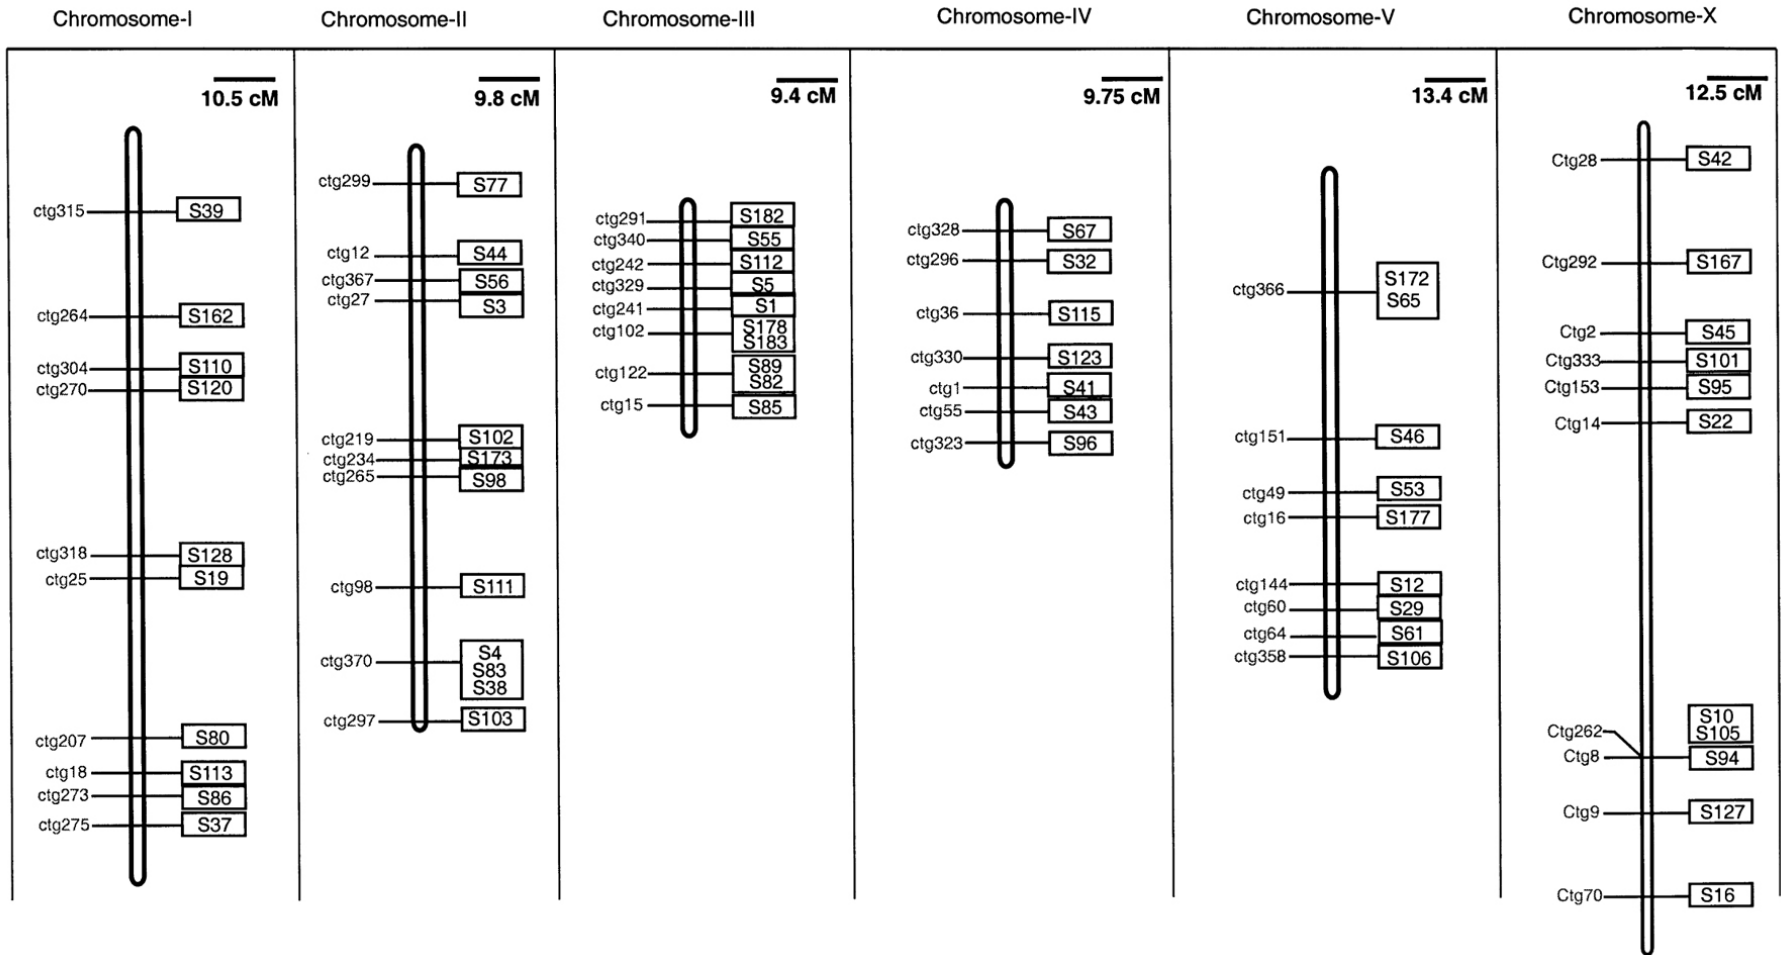 Chromosome-I
Chromosome-II
Chromosome-III
Chromosome-IV
Chromosome-V
Chromosome-X
10.5 cM
ctg315
S39
ctg264
S162
ctg304
S110
ctg270
S120
ctg318
S128
ctg25
S19
ctg207
S80
ctg18
S113
ctg273
S86
ctg275
S37
9.8 cM
ctg299
S77
ctg12
S44
ctg367
S56
ctg27
S3
ctg219
S102
ctg234
S173
ctg265
S98
ctg98
S111
ctg370
S4
S83
S38
ctg297
S103
9.4 cM
ctg291
S182
ctg340
S55
ctg242
S112
ctg329
S5
ctg241
S1
ctg102
S178
S183
ctg122
S89
S82
ctg15
S85
9.75 cM
ctg328
S67
ctg296
S32
ctg36
S115
ctg330
S123
ctg1
S41
ctg55
S43
ctg323
S96
13.4 cM
ctg366
S172
S65
ctg151
S46
ctg49
S53
ctg16
S177
ctg144
S12
ctg60
S29
ctg64
S61
ctg358
S106
12.5 cM
Ctg28
S42
Ctg292
S167
Ctg2
S45
Ctg333
S101
Ctg153
S95
Ctg14
S22
Ctg262
S10
S105
Ctg8
S94
Ctg9
S127
Ctg70
S16